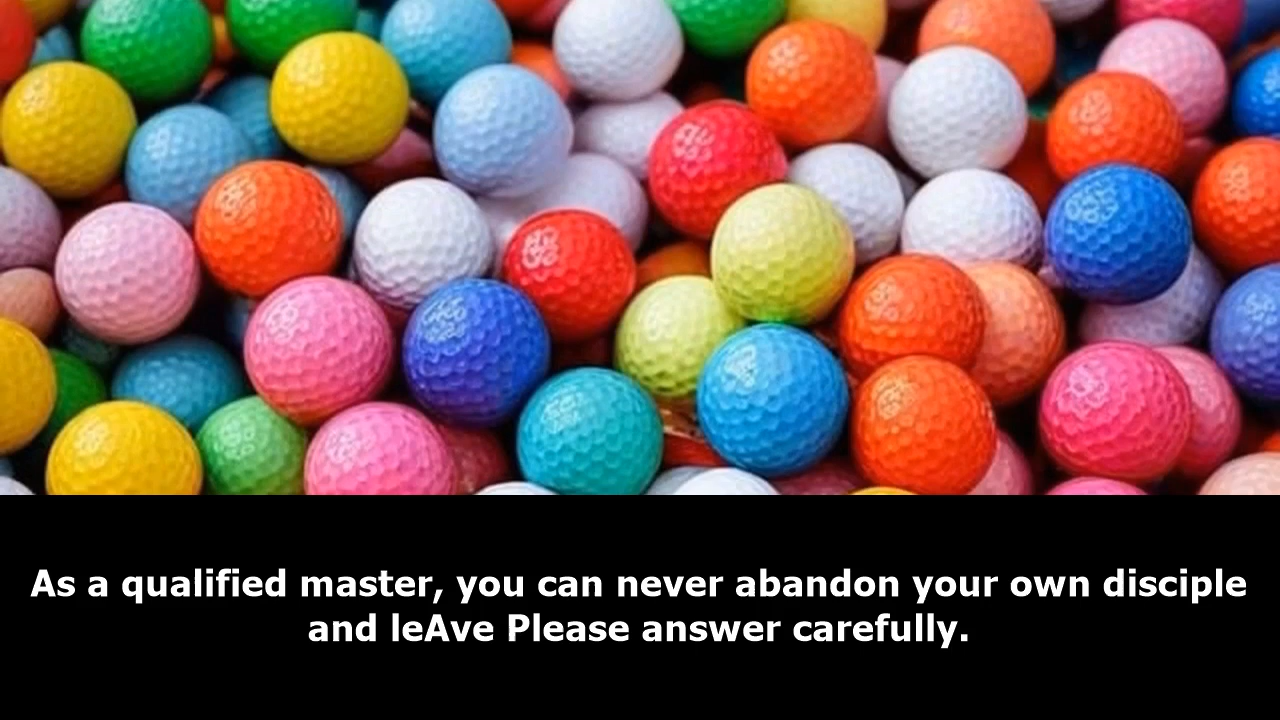 As a qualified master, you can never abandon your own disciple
and leAve Please answer carefully.